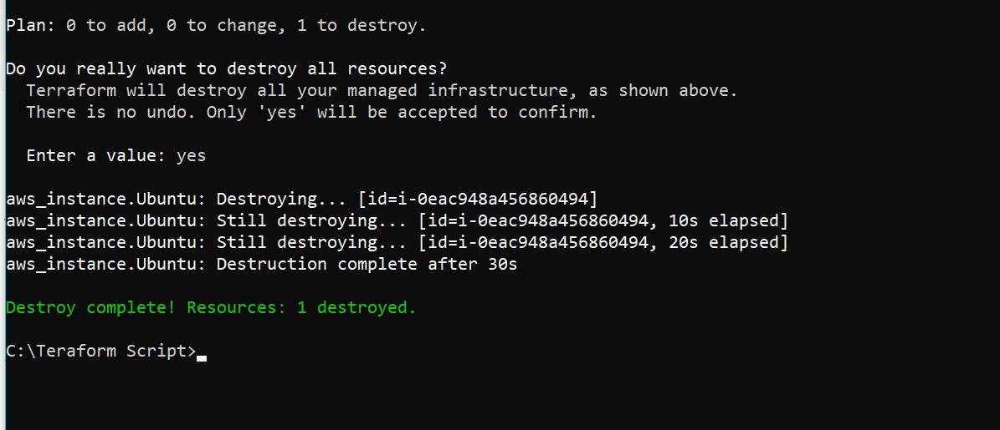 Plan: 0 to add, 0 to change, 1 to destroy.
Do you really want to destroy all resources?
Terraform will destroy all your managed infrastructure, as shown above.
There is no undo. Only 'yes' will be accepted to confirm.
Enter a value: yes
aws_instance.Ubuntu: Destroying... [id=i-0eac948a456860494]
aws_instance.Ubuntu: Still destroying... [id=i-0eac948a456860494, 10s elapsed]
aws_instance.Ubuntu: Still destroying... [id=i-0eac948a456860494, 20s elapsed]
aws_instance.Ubuntu: Destruction complete after 30s
Destroy complete! Resources: 1 destroyed.
C:\Teraform Script>